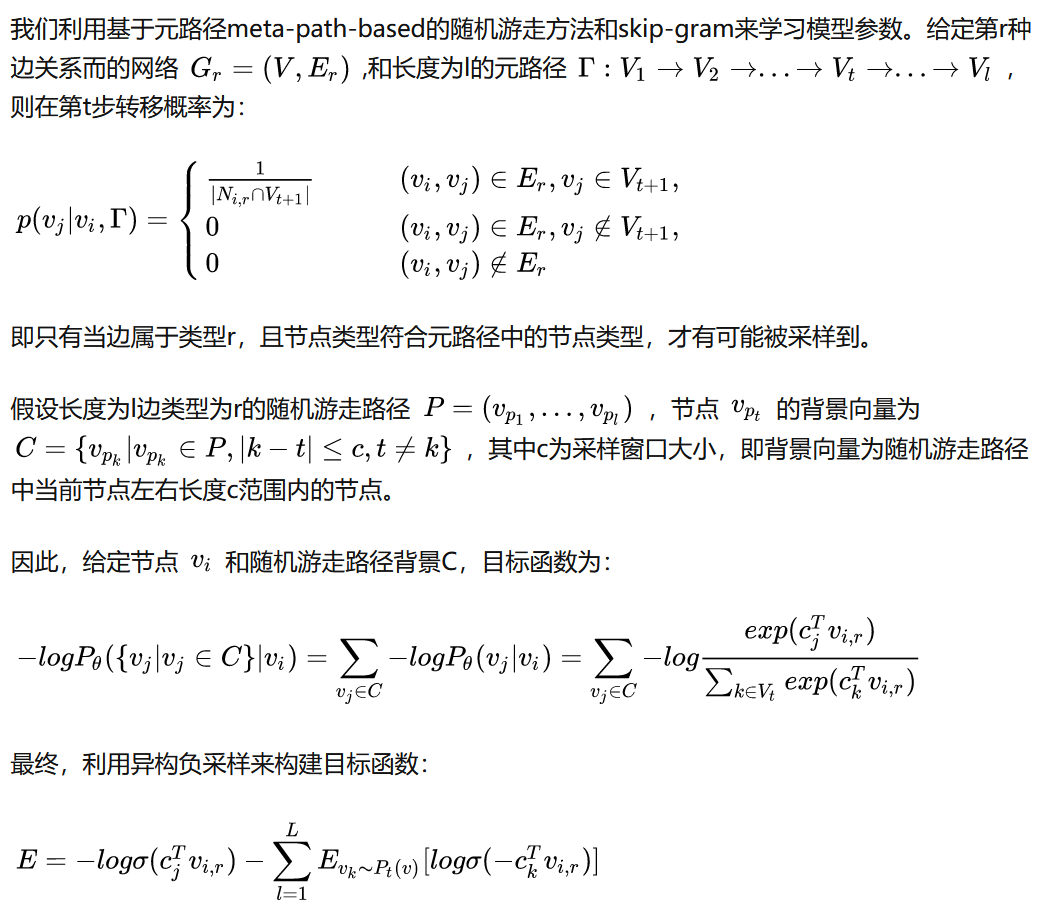 我们利用基于元路径meta-path-based的随机游走方法和skip-gram来学习模型参数。给定第r种
边关系而的网络 $G_r = (V, E_r)$ ,和长度为l的元路径 $\Gamma : V_1 \to V_2 \to \ldots \to V_t \to \ldots \to V_l$ ，
则在第t步转移概率为：
$p(v_j|v_i, \Gamma) = \begin{cases} \frac{1}{|N_{i,r} \cap V_{t+1}|} & (v_i, v_j) \in E_r, v_j \in V_{t+1}, \\ 0 & (v_i, v_j) \in E_r, v_j \notin V_{t+1}, \\ 0 & (v_i, v_j) \notin E_r \end{cases}$
即只有当边属于类型r，且节点类型符合元路径中的节点类型，才有可能被采样到。
假设长度为l边类型为r的随机游走路径 $P = (v_{p_1}, \ldots, v_{p_l})$ ，节点 $v_{p_t}$ 的背景向量为
$C = \{v_{p_k}|v_{p_k} \in P, |k - t| \leq c, t \neq k\}$ ，其中c为采样窗口大小，即背景向量为随机游走路径
中当前节点左右长度c范围内的节点。
因此，给定节点 $v_i$ 和随机游走路径背景C，目标函数为：
$-logP_\theta(\{v_j|v_j \in C\}|v_i) = \sum_{v_j \in C} -logP_\theta(v_j|v_i) = \sum_{v_j \in C} -log\frac{exp(c_j^T v_{i,r})}{\sum_{k \in V_t} exp(c_k^T v_{i,r})}$
最终，利用异构负采样来构建目标函数：
$E = -log\sigma(c_j^T v_{i,r}) - \sum_{l=1}^{L} E_{v_k \sim P_t(v)}[log\sigma(-c_k^T v_{i,r})]$